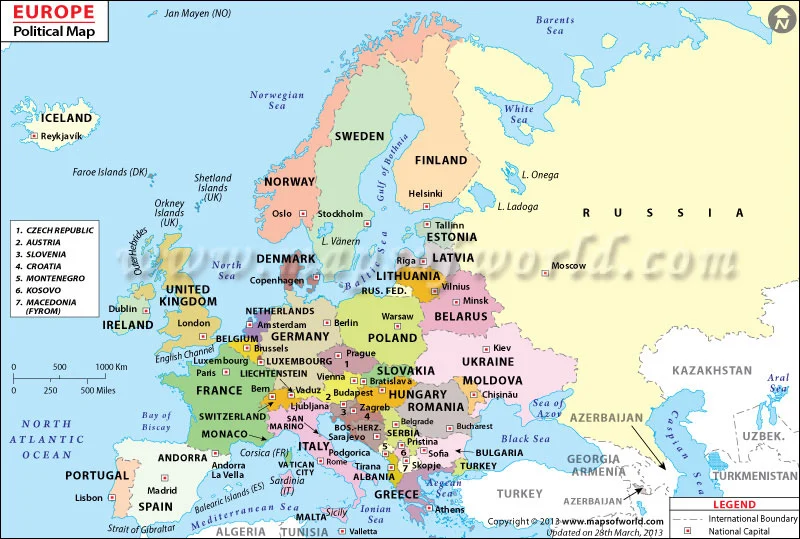 EUROPE
Political Map
Jan Mayen (NO)
Barents
Sea
Norwegian
Sea
White
Sea
ICELAND
Reykjavík
SWEDEN
FINLAND
Gulf of Bothnia
Faroe Islands (DK)
Shetland
Islands
(UK)
NORWAY
L. Onega
Helsinki
L. Ladoga
Orkney
Islands
(UK)
Oslo
Stockholm
RUSSIA
Tallinn
ESTONIA
L. Vänern
1. CZECH REPUBLIC
2. AUSTRIA
3. SLOVENIA
4. CROATIA
5. MONTENEGRO
6. KOSOVO
7. MACEDONIA
(FYROM)
Outer Hebrides
North
Sea
DENMARK
Copenhagen
Baltic Sea
Riga
LATVIA
www.mapsofworld.com
Moscow
LITHUANIA
RUS. FED.
Vilnius
UNITED
KINGDOM
Minsk
BELARUS
Dublin
IRELAND
London
NETHERLANDS
Amsterdam
Berlin
GERMANY
Warsaw
POLAND
English Channel
BELGIUM
Brussels
Prague
1
Kiev
UKRAINE
Luxembourg
LUXEMBOURG
Paris
LIECHTENSTEIN
Vienna
SLOVAKIA
Bratislava
MOLDOVA
KAZAKHSTAN
1000 Km
0
500 Miles
FRANCE
Bern
Vaduz
2
Budapest
HUNGARY
Chișinău
Aral
Sea
SWITZERLAND
Ljubljana
3
Zagreb
4
ROMANIA
Sea of
Azov
Bay of
Biscay
MONACO
SAN
MARINO
BOS.-HERZ.
Belgrade
Bucharest
AZERBAIJAN
Caspian Sea
UZBEK.
NORTH
ATLANTIC
OCEAN
ITALY
Sarajevo
SERBIA
Pristina
Black Sea
ANDORRA
Andorra
La Vella
Corsica (FR)
VATICAN
CITY
Podgorica
Rome
5
6
Sofia
BULGARIA
GEORGIA
ARMENIA
PORTUGAL
Madrid
Tirana
7
Skopje
TURKEY
TURKMENISTAN
Lisbon
SPAIN
Balearic Islands (ES)
Sardinia
(IT)
ALBANIA
GREECE
Aegean
Sea
TURKEY
AZERBAIJAN
Strait of Gibraltar
Mediterranean Sea
MALTA
Sicily
Ionian
Sea
Athens
ALGERIA
TUNISIA
Valletta
LEGEND
International Boundary
National Capital
Copyright © 2013 www.mapsofworld.com
Updated on 28th March, 2013